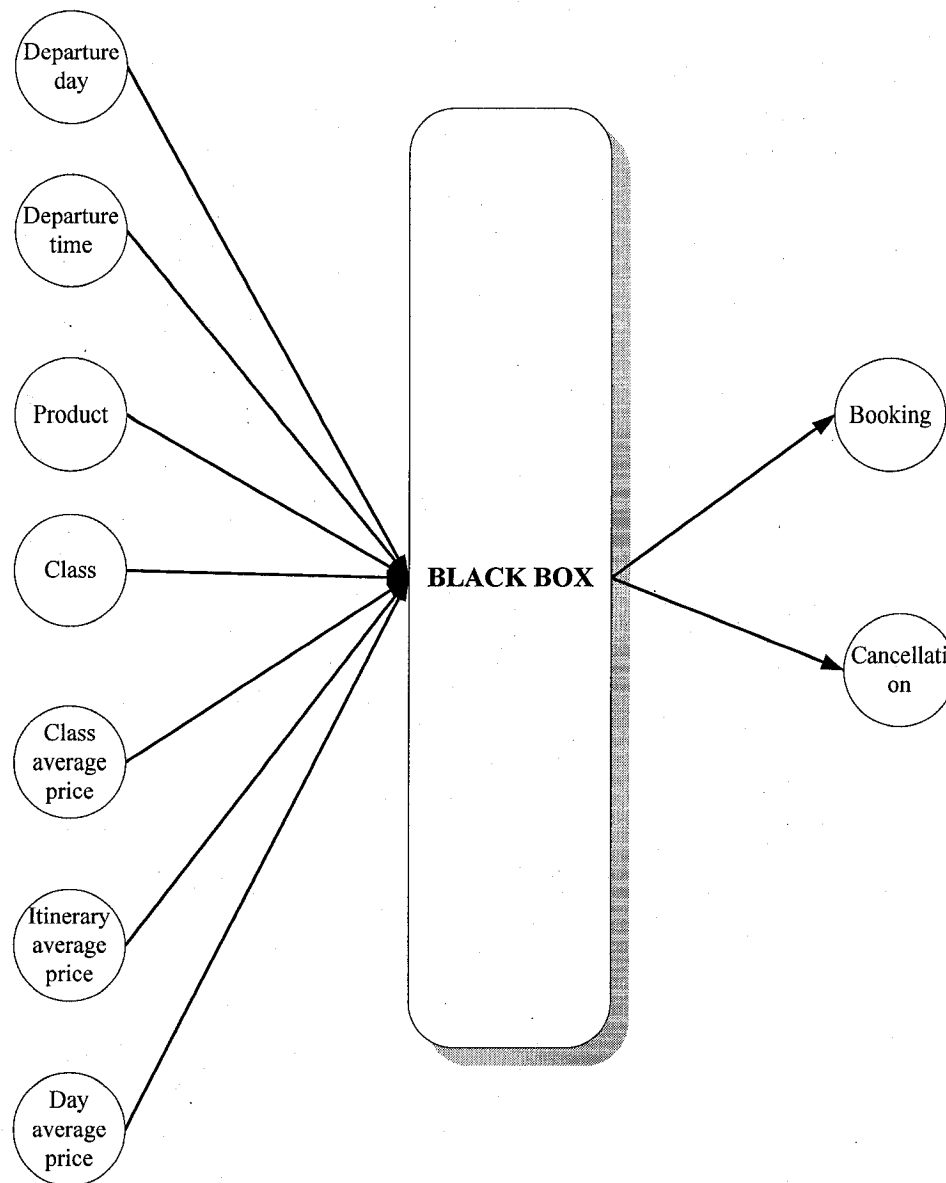 Departure
day
Departure
time
Product
Class
Class
average
price
Itinerary
average
price
Day
average
price
BLACK BOX
Booking
Cancellati
on